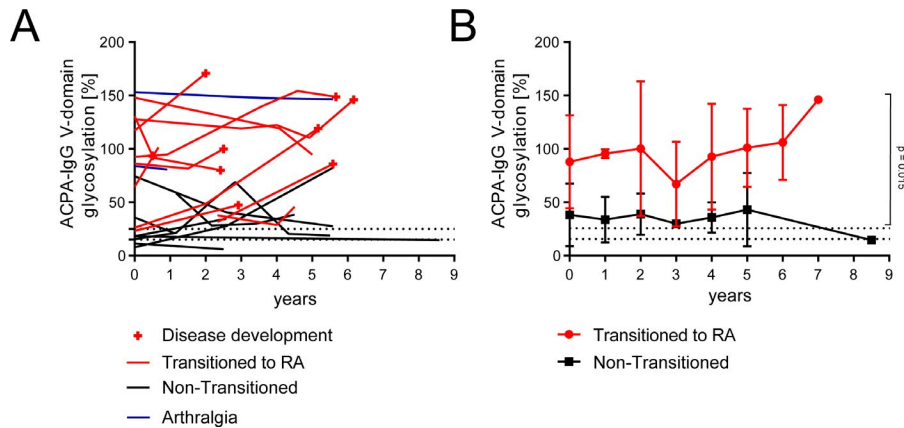 A
ACPA-IgG V-domain
glycosylation [%]
200
150
100
50
0
0 1 2 3 4 5 6 7 8 9
years
Disease development
Transitioned to RA
Non-Transitioned
Arthralgia
B
ACPA-IgG V-domain
glycosylation [%]
200
150
100
50
0
0 1 2 3 4 5 6 7 8 9
years
p = 0.015
Transitioned to RA
Non-Transitioned